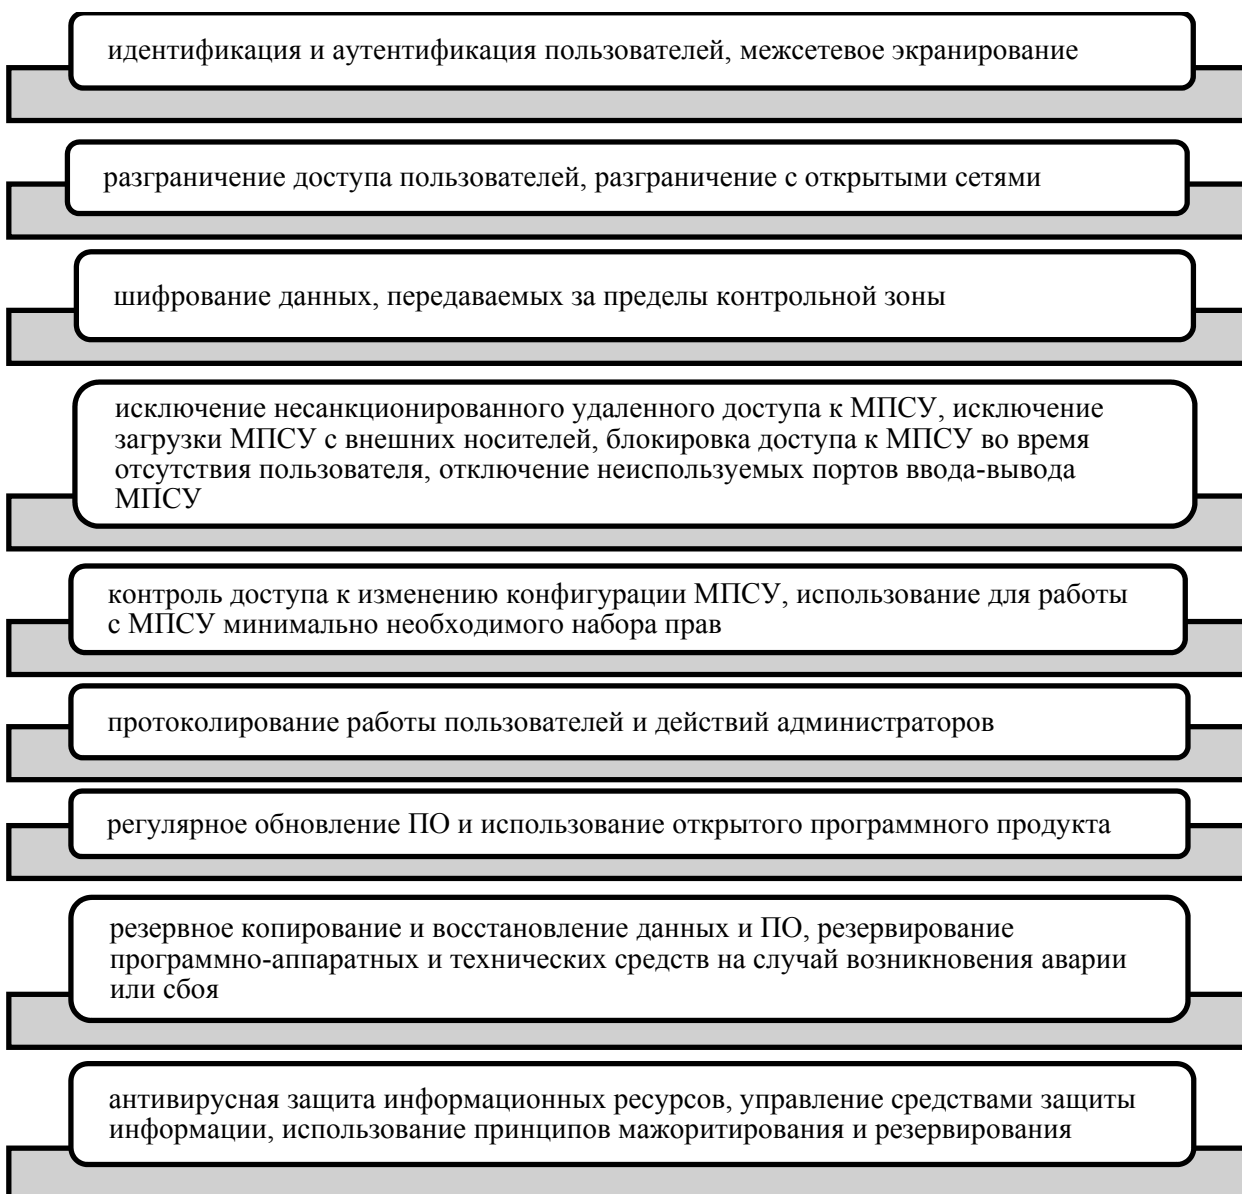 идентификация и аутентификация пользователей, межсетевое экранирование
разграничение доступа пользователей, разграничение с открытыми сетями
шифрование данных, передаваемых за пределы контрольной зоны
исключение несанкционированного удаленного доступа к МПСУ, исключение
загрузки МПСУ с внешних носителей, блокировка доступа к МПСУ во время
отсутствия пользователя, отключение неиспользуемых портов ввода-вывода
МПСУ
контроль доступа к изменению конфигурации МПСУ, использование для работы
с МПСУ минимально необходимого набора прав
протоколирование работы пользователей и действий администраторов
регулярное обновление ПО и использование открытого программного продукта
резервное копирование и восстановление данных и ПО, резервирование
программно-аппаратных и технических средств на случай возникновения аварии
или сбоя
антивирусная защита информационных ресурсов, управление средствами защиты
информации, использование принципов мажоритирования и резервирования